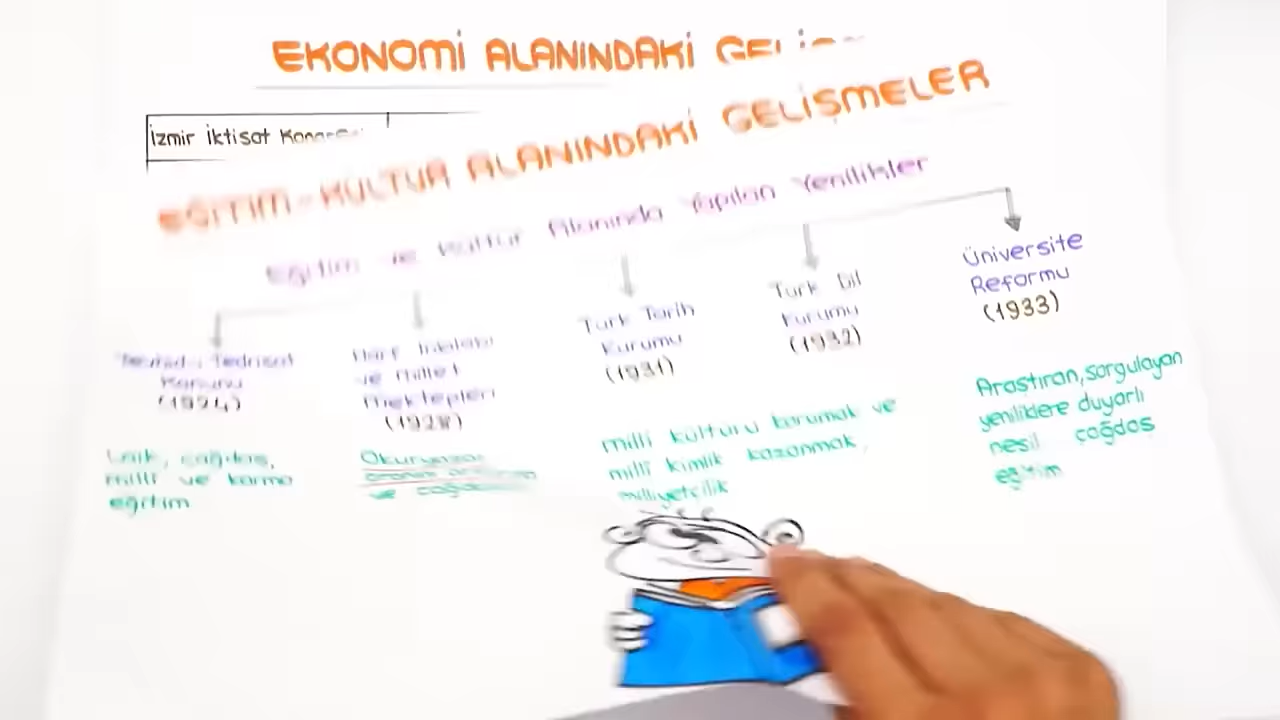 EKONOMİ ALANINDAKİ
İzmir İktisat
EĞİTİM - KÜLTÜR ALANINDAKİ GELİŞMELER
Eğitim ve Kültür Alanında Yapılan Yenilikler
Tevhid-i Tedrisat
Kanunu
(1924)
Laik, çağdaş,
milli ve karma
eğitim
Harf İnkılabı
ve Millet
Mektepleri
(1928)
Okuryazar
oranını
ve
Türk Tarih
Kurumu
(1931)
Türk Dil
Kurumu
(1932)
milli kültürü korumak ve
milli kimlik kazanmak,
milliyetçilik
Üniversite
Reformu
(1933)
Araştıran, sorgulayan
yeniliklere duyarlı
nesil çağdaş
eğitim